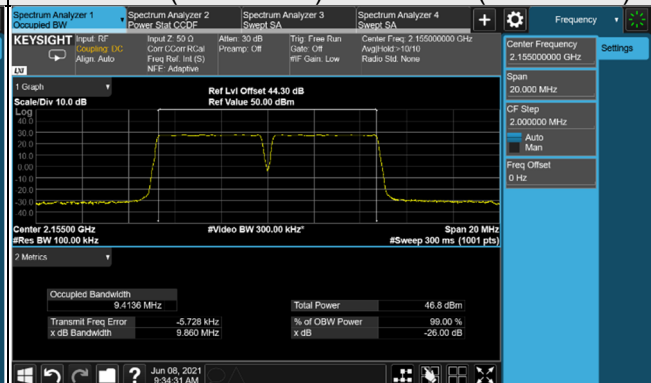 Spectrum Analyzer 1
Occupied BW
Spectrum Analyzer 2
Power Stat CCDF
Spectrum Analyzer 3
Swept SA
Spectrum Analyzer 4
Swept SA
+
Frequency
KEYSIGHT
Input: RF
Coupling: DC
Align: Auto
Input Z: 50 Ω
Corr CCorr RCal
Freq Ref: Int (S)
NFE: Adaptive
Atten: 30 dB
Preamp: Off
Trig: Free Run
Gate: Off
#IF Gain: Low
Center Freq: 2.155000000 GHz
Avg|Hold:>10/10
Radio Std: None
LXI
Center Frequency
2.155000000 GHz
Settings
Span
20.000 MHz
CF Step
2.000000 MHz
Auto
Man
Freq Offset
0 Hz
1 Graph
Scale/Div 10.0 dB
Ref Lvl Offset 44.30 dB
Ref Value 50.00 dBm
Log
40.0
30.0
20.0
10.0
0.00
-10.0
-20.0
-30.0
-40.0
Center 2.15500 GHz
#Res BW 100.00 kHz
#Video BW 300.00 kHz*
Span 20 MHz
#Sweep 300 ms (1001 pts)
2 Metrics
Occupied Bandwidth
9.4136 MHz
Total Power
46.8 dBm
Transmit Freq Error
-5.728 kHz
% of OBW Power
99.00 %
x dB Bandwidth
9.860 MHz
x dB
-26.00 dB
?
Jun 08, 2021
9:34:31 AM